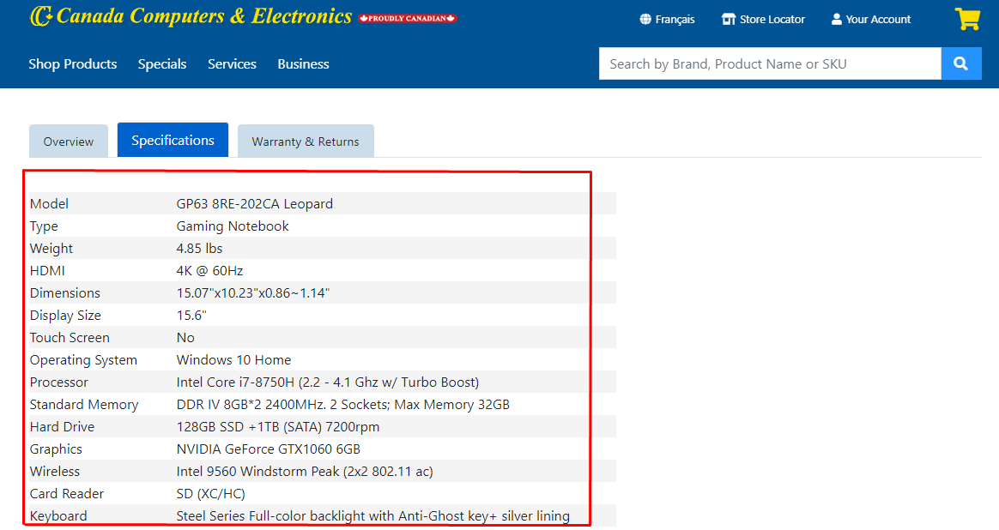 Canada Computers & Electronics PROUDLY CANADIAN
Français Store Locator Your Account
Shop Products Specials Services Business
Search by Brand, Product Name or SKU
Overview Specifications Warranty & Returns
Model GP63 8RE-202CA Leopard
Type Gaming Notebook
Weight 4.85 lbs
HDMI 4K @ 60Hz
Dimensions 15.07"x10.23"x0.86~1.14"
Display Size 15.6"
Touch Screen No
Operating System Windows 10 Home
Processor Intel Core i7-8750H (2.2 - 4.1 Ghz w/ Turbo Boost)
Standard Memory DDR IV 8GB*2 2400MHz. 2 Sockets; Max Memory 32GB
Hard Drive 128GB SSD +1TB (SATA) 7200rpm
Graphics NVIDIA GeForce GTX1060 6GB
Wireless Intel 9560 Windstorm Peak (2x2 802.11 ac)
Card Reader SD (XC/HC)
Keyboard Steel Series Full-color backlight with Anti-Ghost key+ silver lining